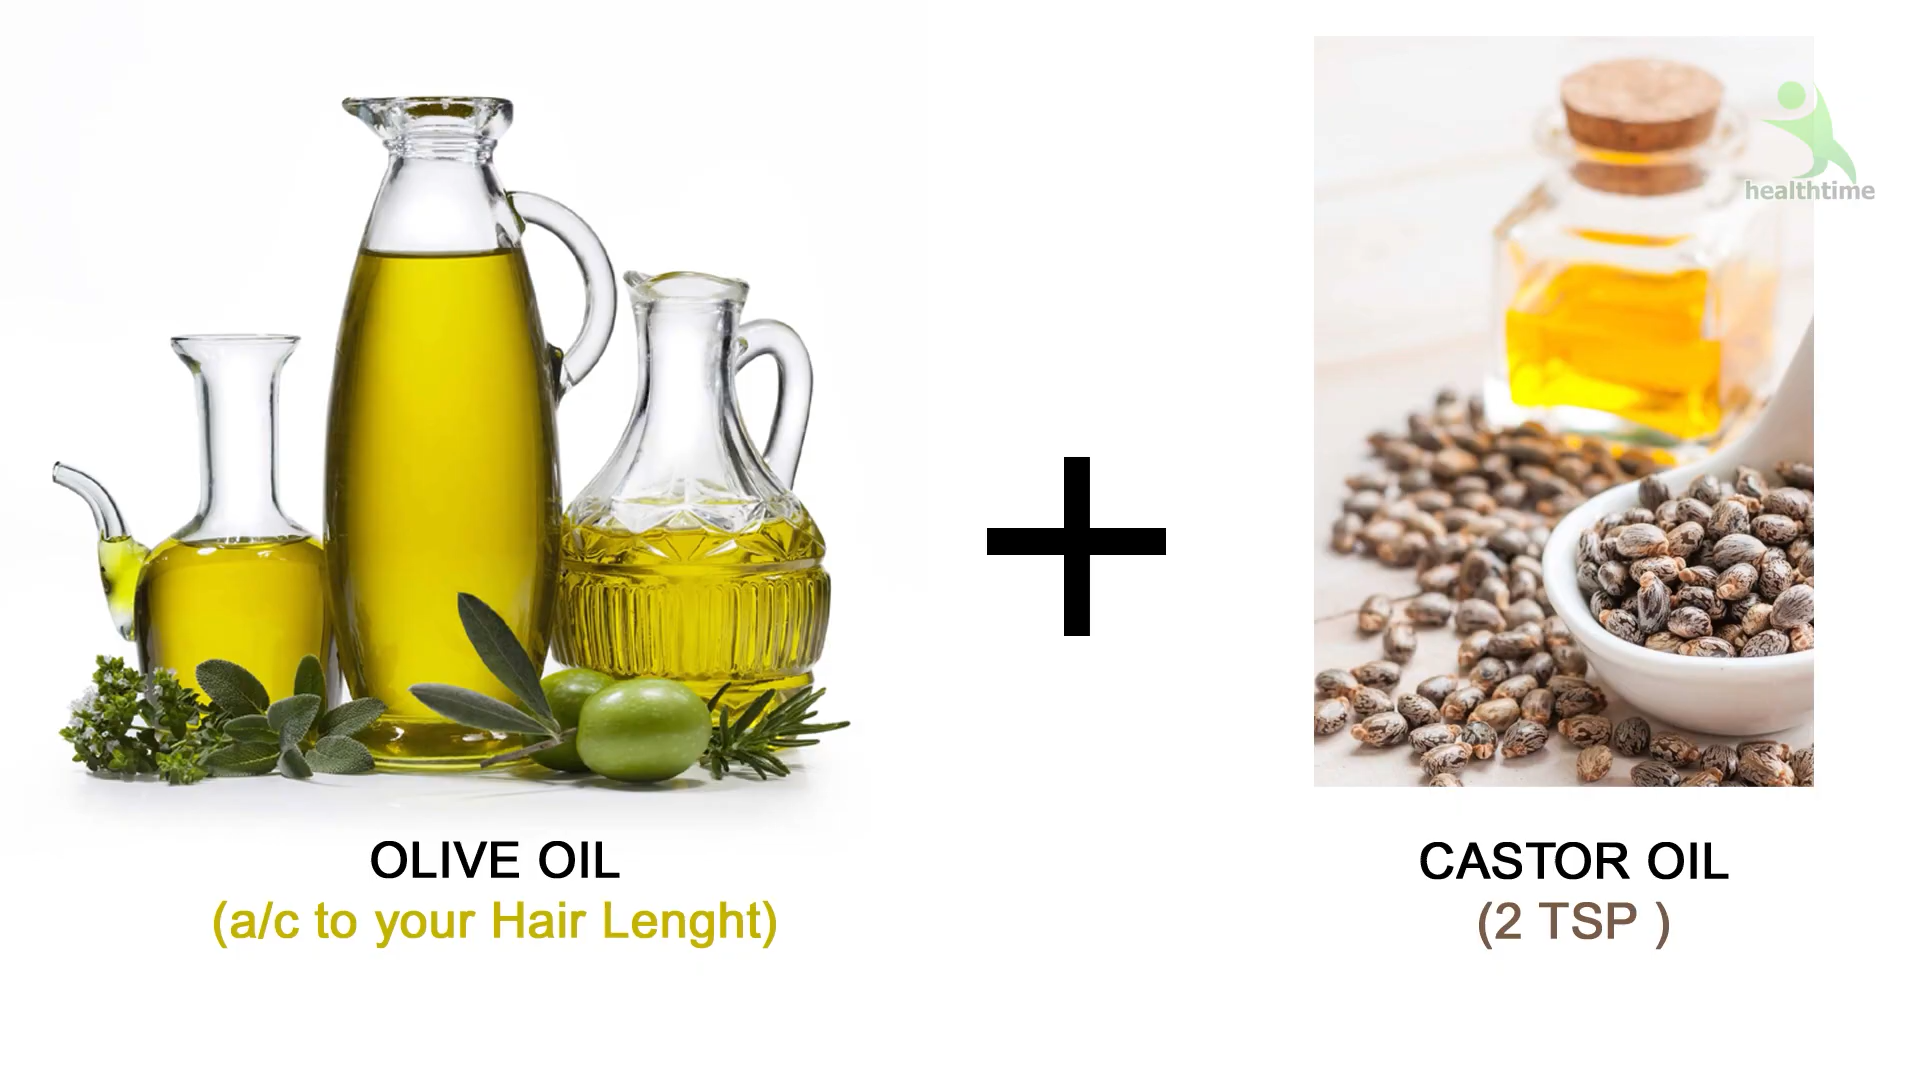 healthtime
OLIVE OIL
(a/c to your Hair Lenght)
CASTOR OIL
(2 TSP )